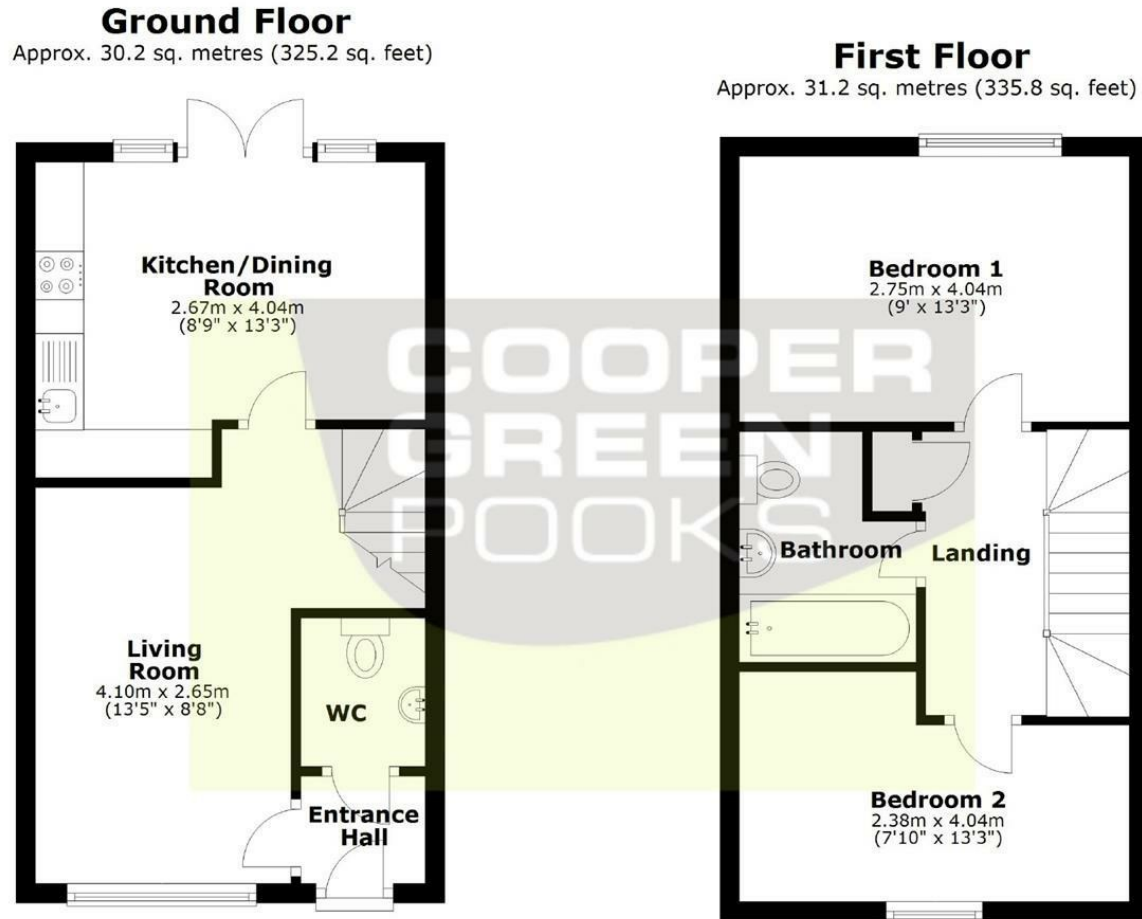 Ground Floor
Approx. 30.2 sq. metres (325.2 sq. feet)
First Floor
Approx. 31.2 sq. metres (335.8 sq. feet)
Kitchen/Dining
Room
2.67m x 4.04m
(8'9" x 13'3")
Living
Room
4.10m x 2.65m
(13'5" x 8'8")
WC
Entrance
Hall
Bedroom 1
2.75m x 4.04m
(9' x 13'3")
Bathroom
Landing
Bedroom 2
2.38m x 4.04m
(7'10" x 13'3")
COOPER
GREEN
POOKS